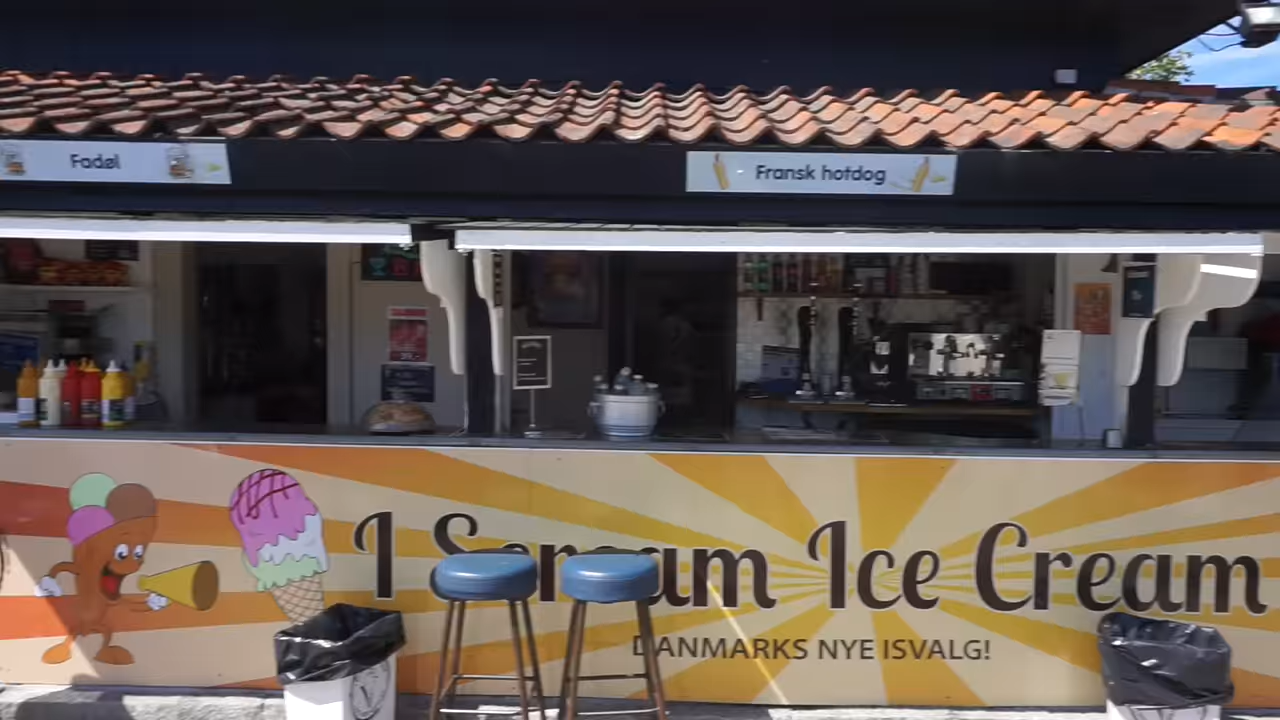 Fadøl
Fransk hotdog
I Scream Ice Cream
DANMARKS NYE ISVALG!